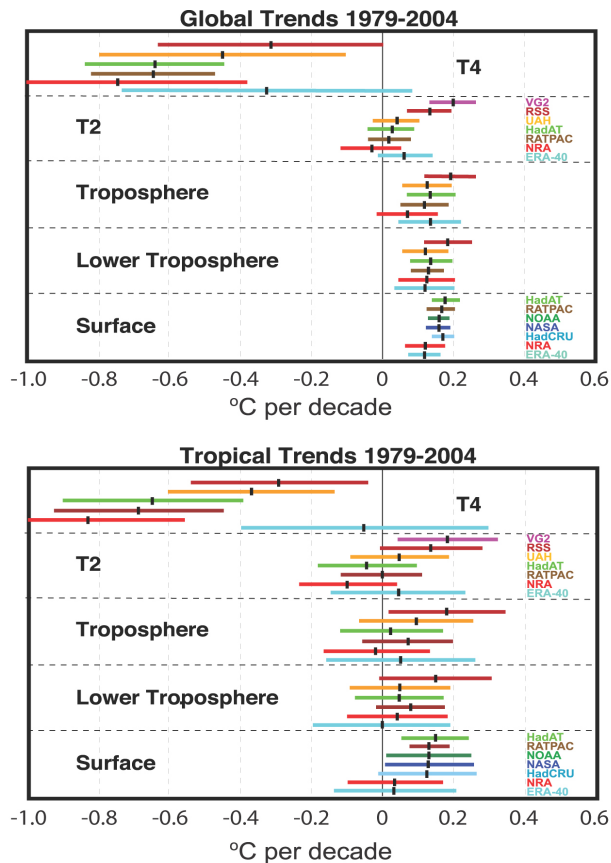 Global Trends 1979-2004
T4
T2
VG2
RSS
UAH
HadAT
RATPAC
NRA
ERA-40
Troposphere
Lower Troposphere
Surface
HadAT
RATPAC
NOAA
NASA
HadCRU
NRA
ERA-40
-1.0 -0.8 -0.6 -0.4 -0.2 0 0.2 0.4 0.6
°C per decade
Tropical Trends 1979-2004
T4
T2
VG2
RSS
UAH
HadAT
RATPAC
NRA
ERA-40
Troposphere
Lower Troposphere
Surface
HadAT
RATPAC
NOAA
NASA
HadCRU
NRA
ERA-40
-1.0 -0.8 -0.6 -0.4 -0.2 0 0.2 0.4 0.6
°C per decade